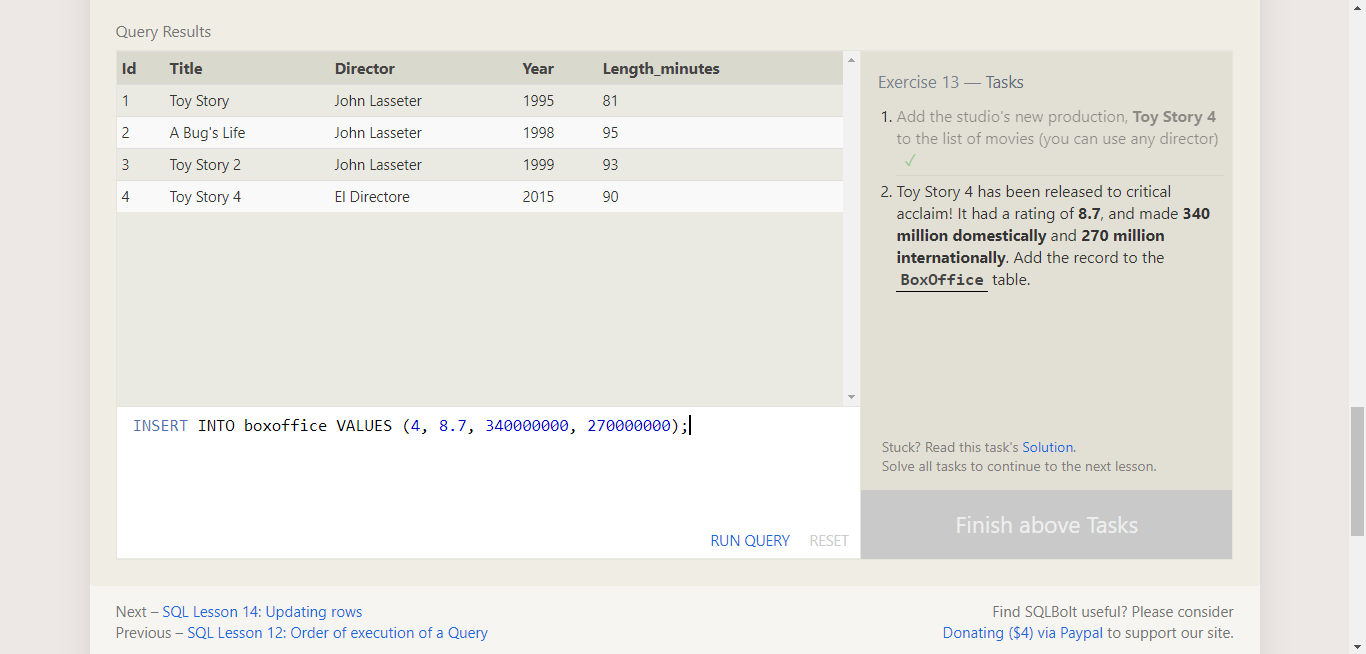 Query Results
Id Title Director Year Length_minutes
1 Toy Story John Lasseter 1995 81
2 A Bug's Life John Lasseter 1998 95
3 Toy Story 2 John Lasseter 1999 93
4 Toy Story 4 El Directore 2015 90
INSERT INTO boxoffice VALUES (4, 8.7, 340000000, 270000000);
RUN QUERY RESET
Exercise 13 — Tasks
1. Add the studio's new production, Toy Story 4
to the list of movies (you can use any director)
✓
2. Toy Story 4 has been released to critical
acclaim! It had a rating of 8.7, and made 340
million domestically and 270 million
internationally. Add the record to the
BoxOffice table.
Stuck? Read this task's Solution.
Solve all tasks to continue to the next lesson.
Finish above Tasks
Next – SQL Lesson 14: Updating rows
Previous – SQL Lesson 12: Order of execution of a Query
Find SQLBolt useful? Please consider
Donating ($4) via Paypal to support our site.